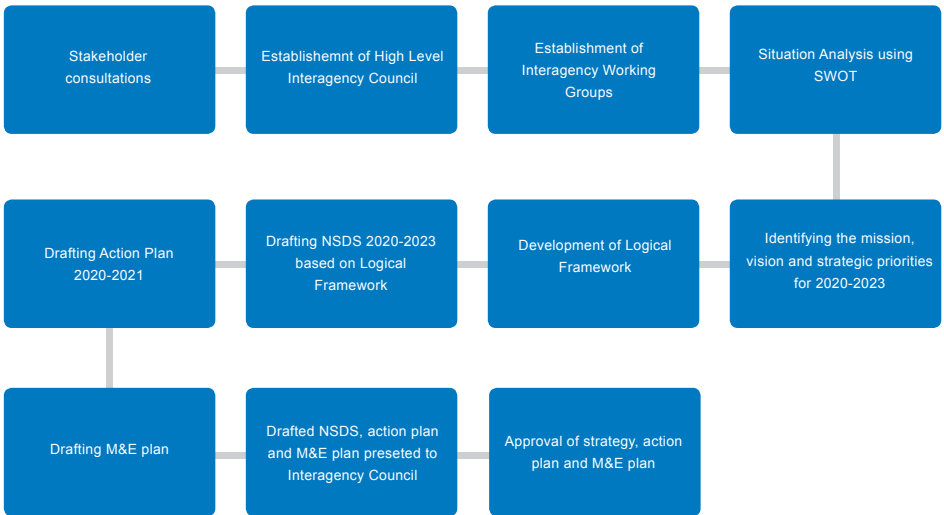 Stakeholder
consultations
Establishemnt of High Level
Interagency Council
Establishment of
Interagency Working
Groups
Situation Analysis using
SWOT
Identifying the mission,
vision and strategic priorities
for 2020-2023
Development of Logical
Framework
Drafting NSDS 2020-2023
based on Logical
Framework
Drafting Action Plan
2020-2021
Drafting M&E plan
Drafted NSDS, action plan
and M&E plan preseted to
Interagency Council
Approval of strategy, action
plan and M&E plan